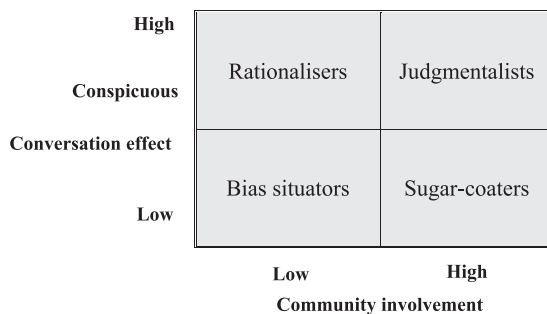 High
Rationalisers Judgmentalists
Conspicuous
Conversation effect
Bias situators Sugar-coaters
Low
Low High
Community involvement